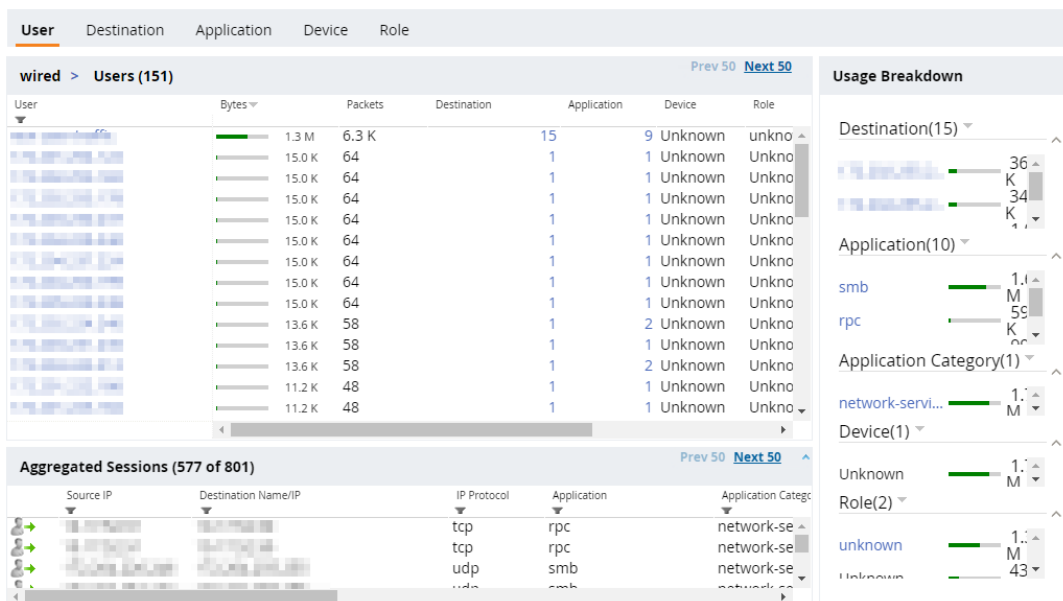 User Destination Application Device Role
wired > Users (151) Prev 50 Next 50
User Bytes Packets Destination Application Device Role
1.3 M 6.3 K 15 9 Unknown unkno
15.0 K 64 1 1 Unknown Unkno
15.0 K 64 1 1 Unknown Unkno
15.0 K 64 1 1 Unknown Unkno
15.0 K 64 1 1 Unknown Unkno
15.0 K 64 1 1 Unknown Unkno
15.0 K 64 1 1 Unknown Unkno
15.0 K 64 1 1 Unknown Unkno
15.0 K 64 1 1 Unknown Unkno
13.6 K 58 1 2 Unknown Unkno
13.6 K 58 1 1 Unknown Unkno
13.6 K 58 1 2 Unknown Unkno
11.2 K 48 1 1 Unknown Unkno
11.2 K 48 1 1 Unknown Unkno
Aggregated Sessions (577 of 801) Prev 50 Next 50
Source IP Destination Name/IP IP Protocol Application Application Catego
tcp rpc network-se
tcp rpc network-se
udp smb network-se
Usage Breakdown
Destination(15)
36
K
34
K
Application(10)
smb
M
rpc 59
K
Application Category(1)
network-servi...
M
Device(1)
Unknown
M
Role(2)
unknown
M
Unknown 43